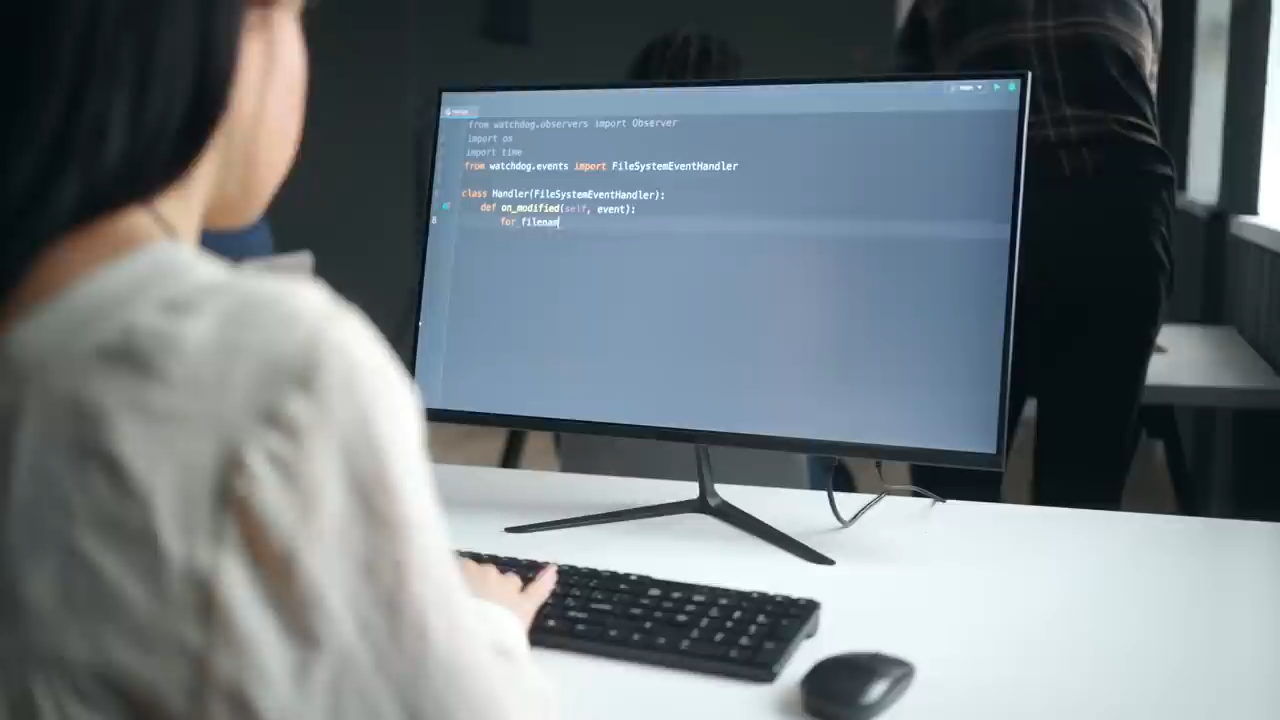 from watchdog.observers import Observer
import os
import time
from watchdog.events import FileSystemEventHandler
class Handler(FileSystemEventHandler):
def on_modified(self, event):
for filenam